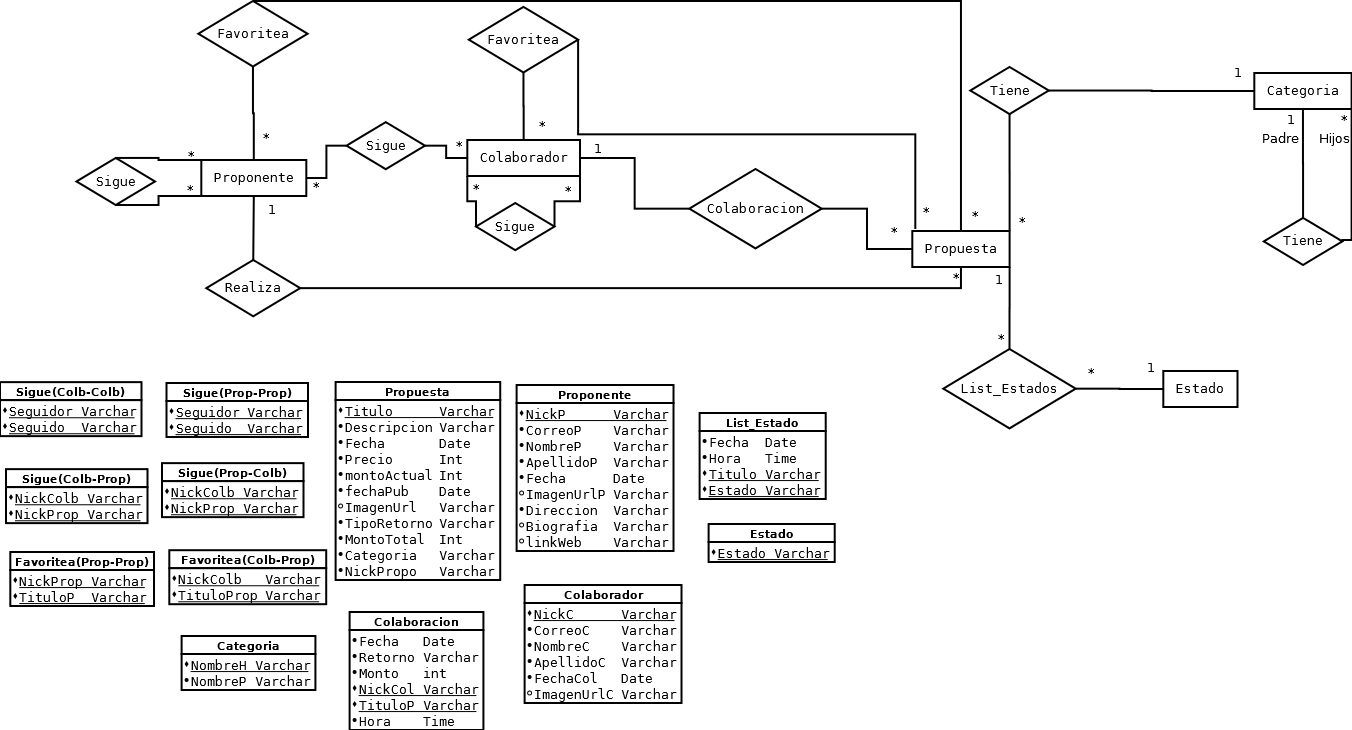 Favoritea
Favoritea
Tiene
1
Categoria
1
*
Padre
Hijos
Tiene
*
*
Sigue
*
Colaborador
1
*
Sigue
*
Proponente
*
*
*
Sigue
Colaboracion
*
*
*
*
Propuesta
1
*
1
Realiza
*
List_Estados
*
1
Estado
Sigue(Colb-Colb)
Seguidor Varchar
Seguido Varchar
Sigue(Prop-Prop)
Seguidor Varchar
Seguido Varchar
Sigue(Colb-Prop)
NickColb Varchar
NickProp Varchar
Sigue(Prop-Colb)
NickColb Varchar
NickProp Varchar
Favoritea(Prop-Prop)
NickProp Varchar
TituloP Varchar
Favoritea(Colb-Prop)
NickColb Varchar
TituloProp Varchar
Categoria
NombreH Varchar
NombreP Varchar
Propuesta
Titulo Varchar
Descripcion Varchar
Fecha Date
Precio Int
montoActual Int
fechaPub Date
ImagenUrl Varchar
TipoRetorno Varchar
MontoTotal Int
Categoria Varchar
NickPropo Varchar
Colaboracion
Fecha Date
Retorno Varchar
Monto int
NickCol Varchar
TituloP Varchar
Hora Time
Proponente
NickP Varchar
CorreoP Varchar
NombreP Varchar
ApellidoP Varchar
Fecha Date
ImagenUrlP Varchar
Direccion Varchar
Biografia Varchar
linkWeb Varchar
Colaborador
NickC Varchar
CorreoC Varchar
NombreC Varchar
ApellidoC Varchar
FechaCol Date
ImagenUrlC Varchar
List_Estado
Fecha Date
Hora Time
Titulo Varchar
Estado Varchar
Estado
Estado Varchar